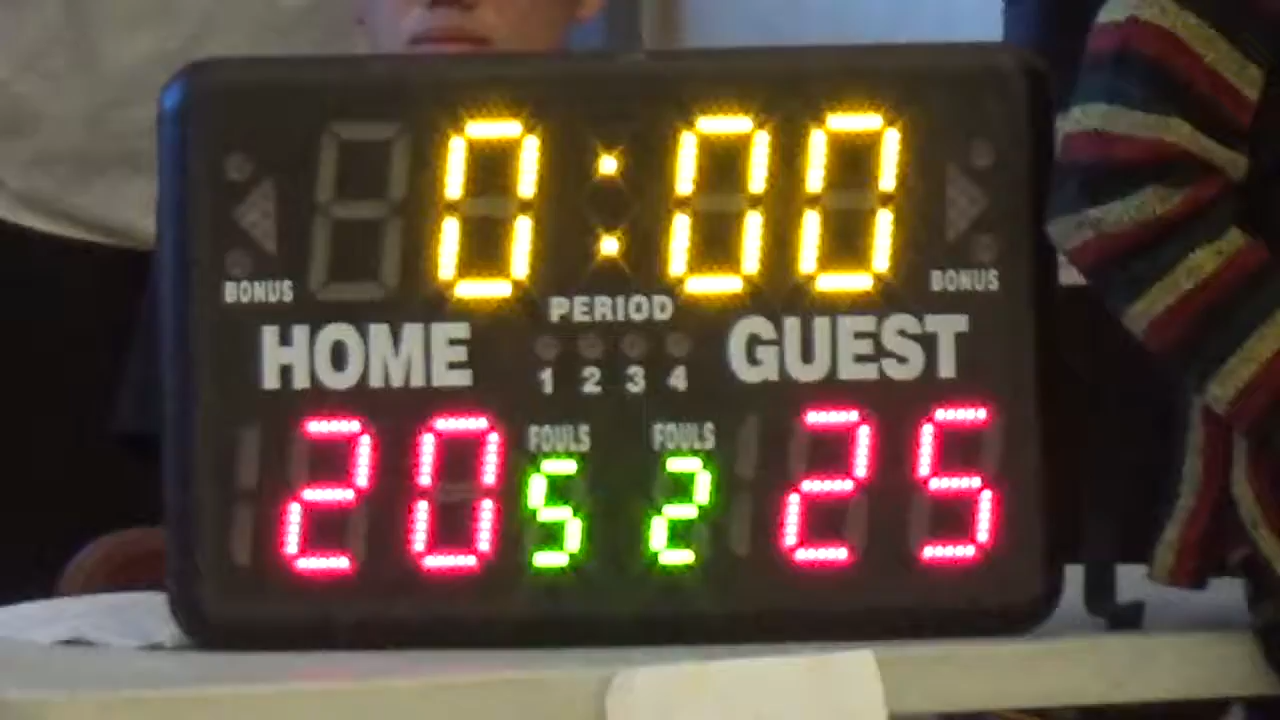 0:00
BONUS PERIOD BONUS
HOME 1 2 3 4 GUEST
FOULS FOULS
20 5 2 25